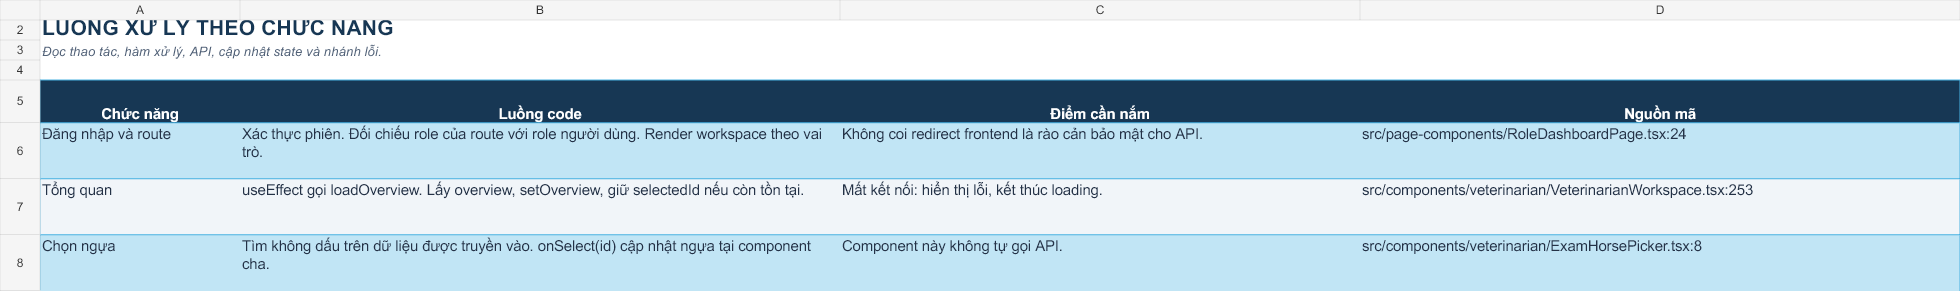 A B C D
2 LUỒNG XỬ LÝ THEO CHỨC NĂNG
3 Đọc thao tác, hàm xử lý, API, cập nhật state và nhánh lỗi.
4
5 Chức năng Luồng code Điểm cần nắm Nguồn mã
6 Đăng nhập và route Xác thực phiên. Đối chiếu role của route với role người dùng. Render workspace theo vai Không coi redirect frontend là rào cản bảo mật cho API. src/page-components/RoleDashboardPage.tsx:24
trò.
7 Tổng quan useEffect gọi loadOverview. Lấy overview, setOverview, giữ selectedId nếu còn tồn tại. Mất kết nối: hiển thị lỗi, kết thúc loading. src/components/veterinarian/VeterinarianWorkspace.tsx:253
8 Chọn ngựa Tìm không dấu trên dữ liệu được truyền vào. onSelect(id) cập nhật ngựa tại component Component này không tự gọi API. src/components/veterinarian/ExamHorsePicker.tsx:8
cha.